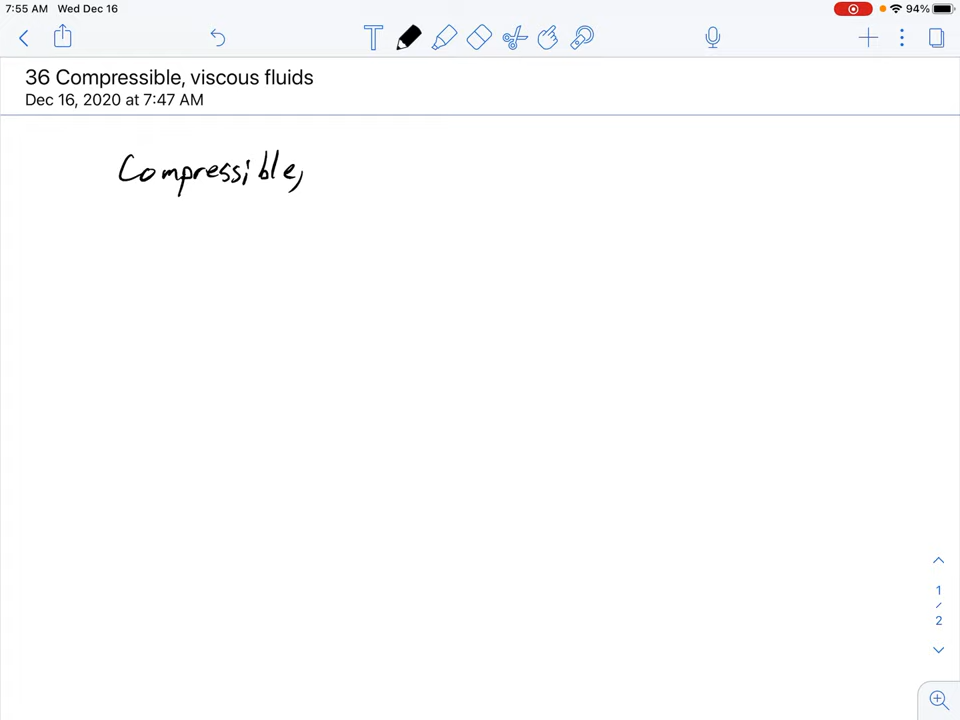 7:55 AM Wed Dec 16
94%
T
36 Compressible, viscous fluids
Dec 16, 2020 at 7:47 AM
Compressible,
1
/
2